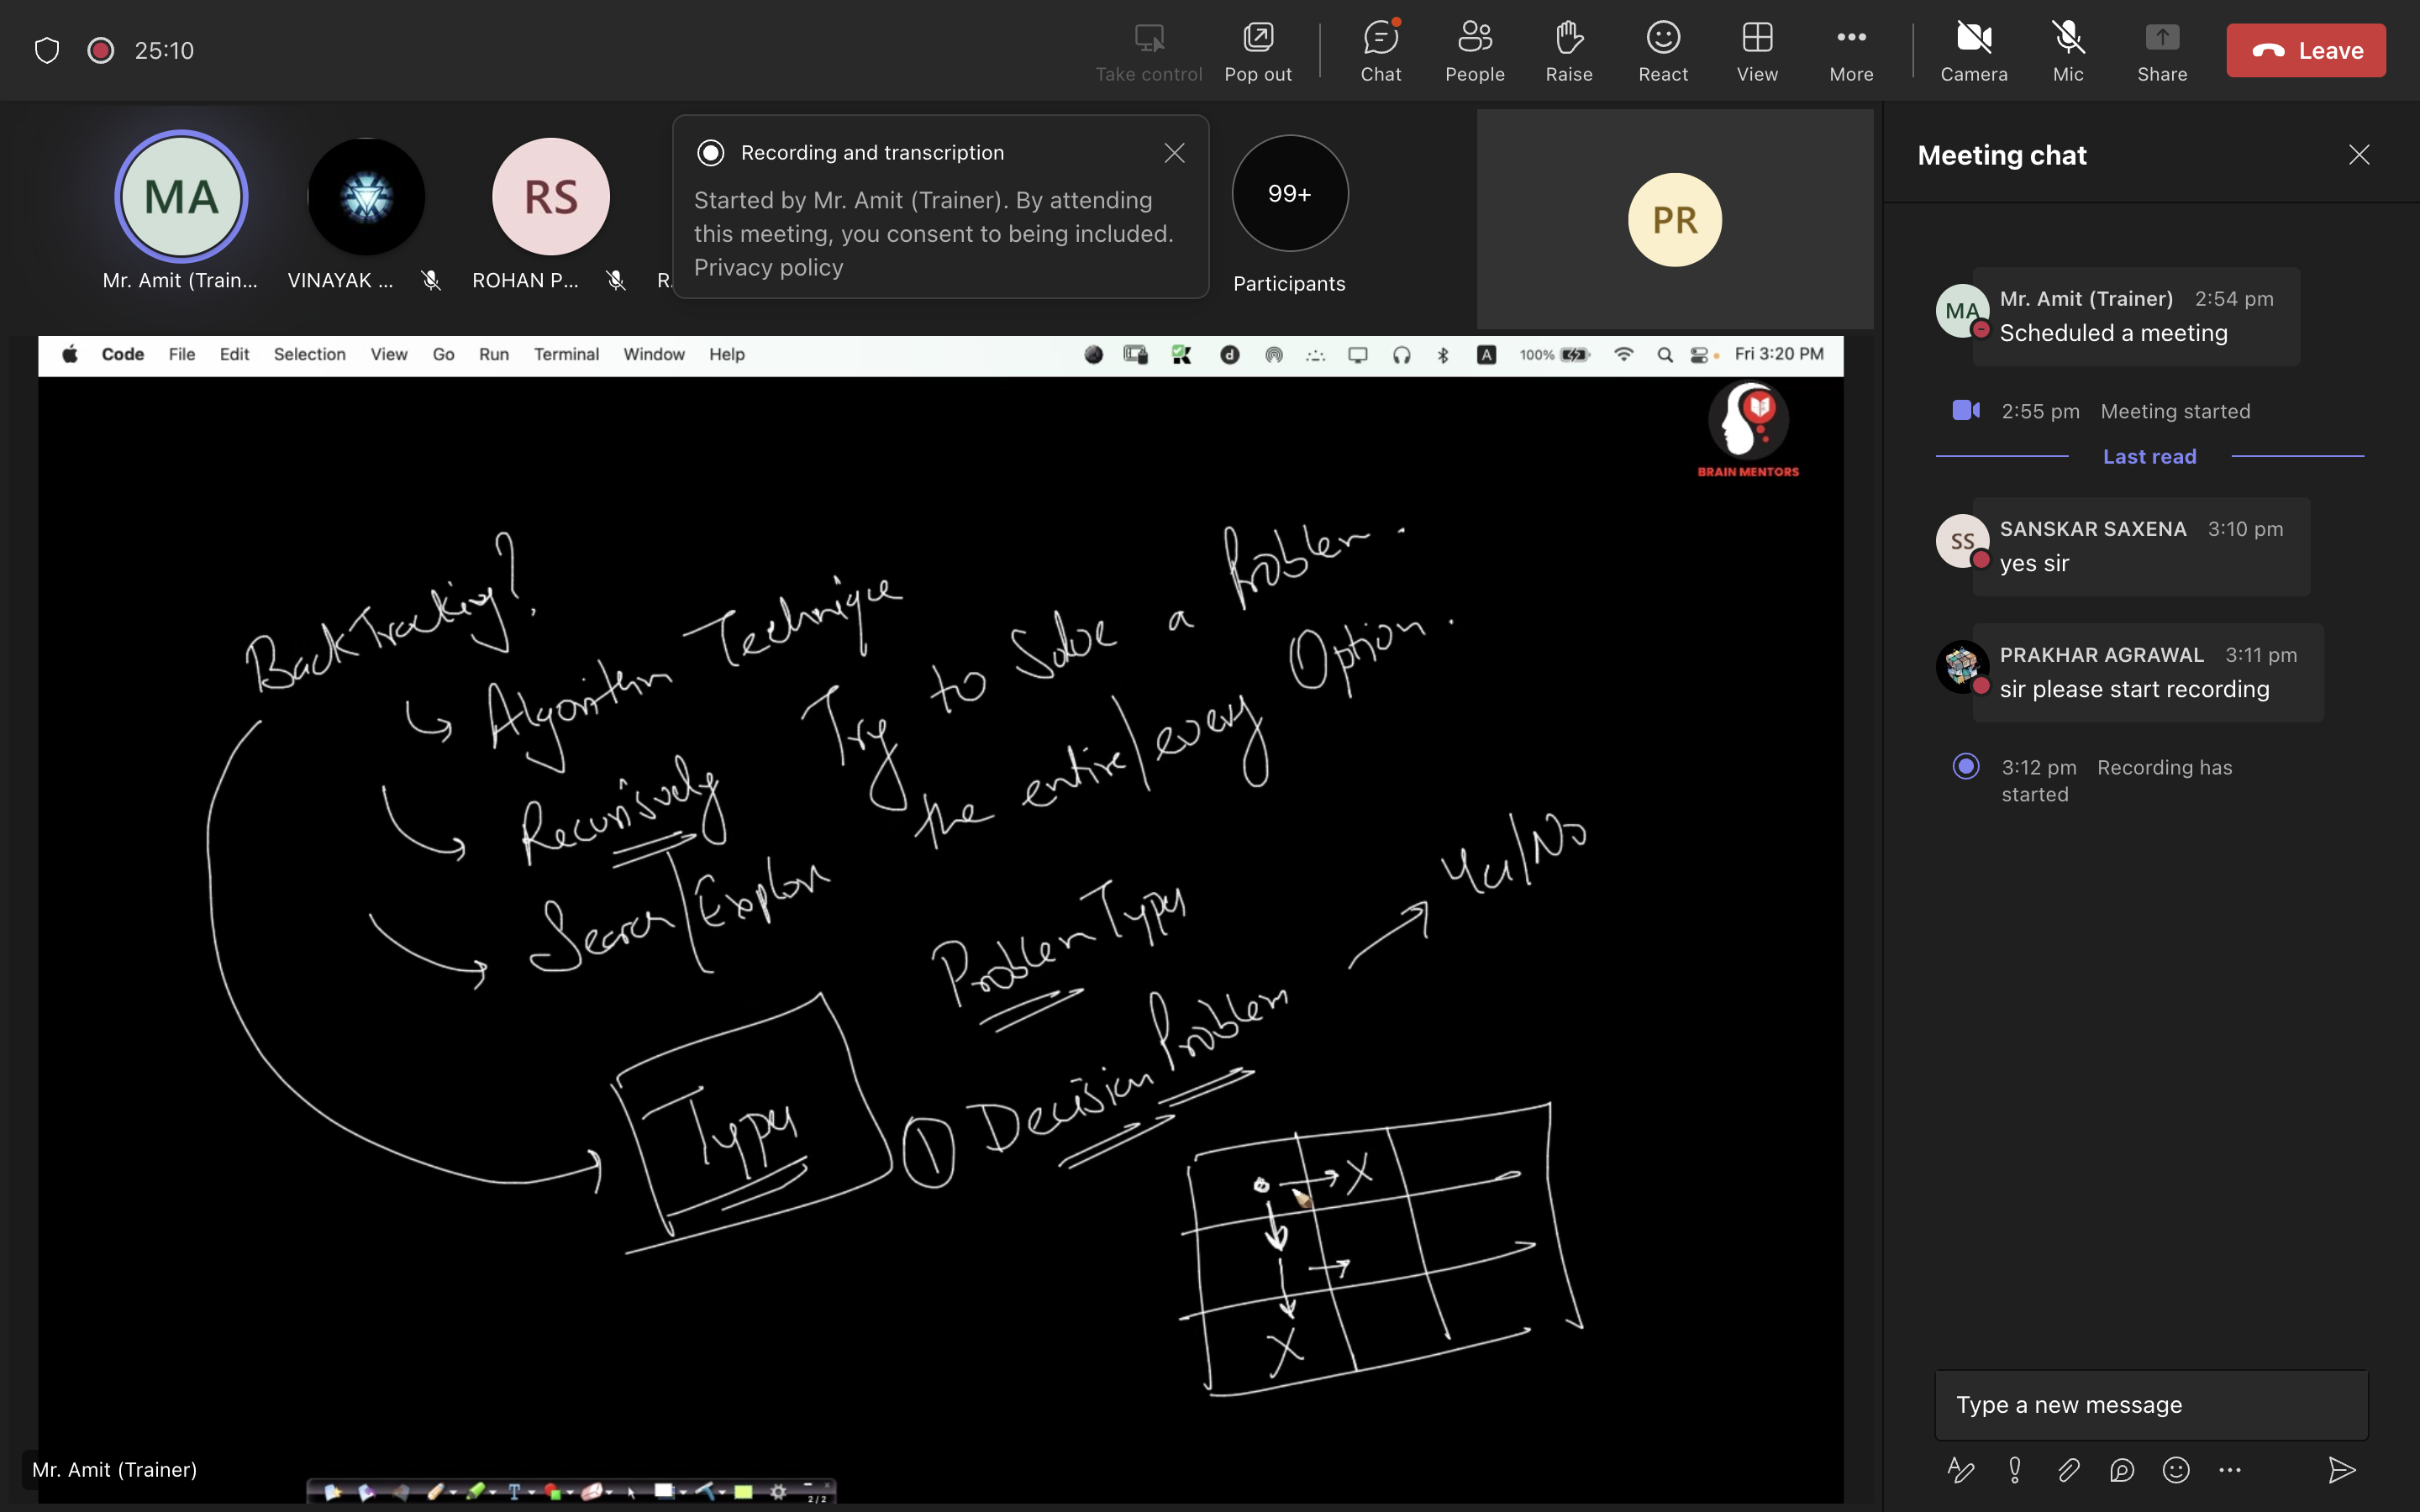 25:10
Take control
Pop out
Chat
People
Raise
React
View
More
Camera
Mic
Share
Leave
MA
Mr. Amit (Train...
VINAYAK ...
RS
ROHAN P...
R
Recording and transcription
Started by Mr. Amit (Trainer). By attending
this meeting, you consent to being included.
Privacy policy
99+
Participants
PR
Code File Edit Selection View Go Run Terminal Window Help
A 100% Fri 3:20 PM
BRAIN MENTORS
BackTracking?
Algorithm Technique
Recursively Try to Solve a Problem.
Search/Explore the entire/every Option.
Problem Types
Types
1 Decision Problem
Yes/No
X
X
Mr. Amit (Trainer)
2/2
Meeting chat
MA
Mr. Amit (Trainer) 2:54 pm
Scheduled a meeting
2:55 pm Meeting started
Last read
SS
SANSKAR SAXENA 3:10 pm
yes sir
PRAKHAR AGRAWAL 3:11 pm
sir please start recording
3:12 pm Recording has
started
Type a new message